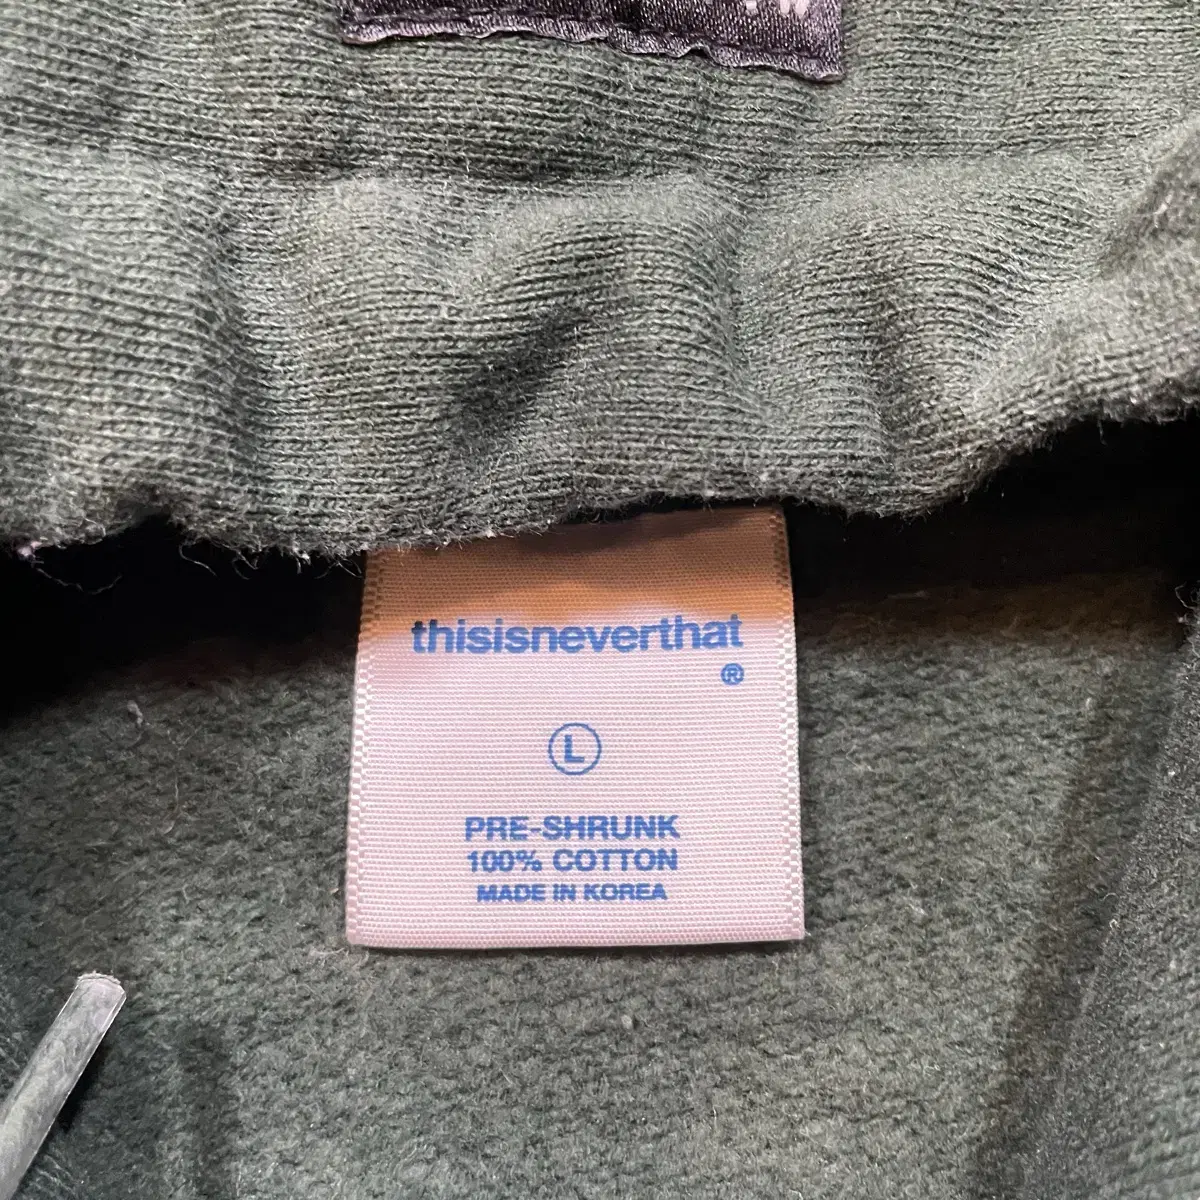 thisisneverthat
®
L
PRE-SHRUNK
100% COTTON
MADE IN KOREA